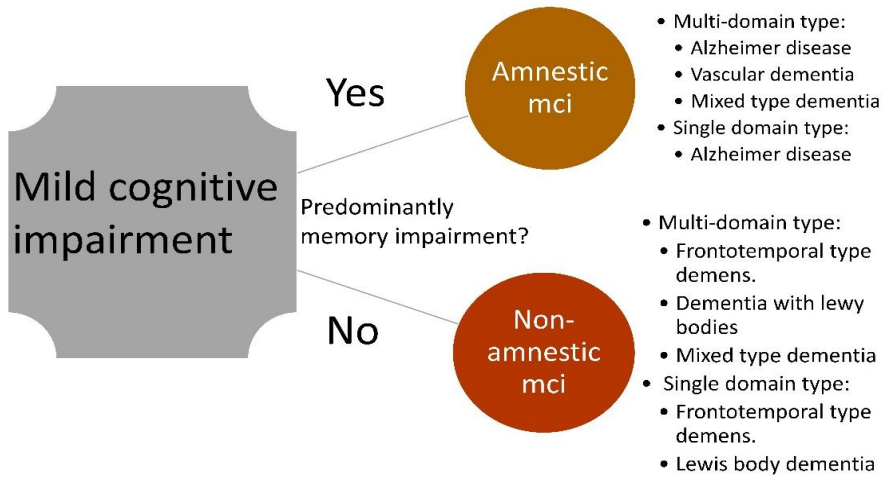 Mild cognitive
impairment
Yes
Predominantly
memory impairment?
No
Amnestic
mci
• Multi-domain type:
• Alzheimer disease
• Vascular dementia
• Mixed type dementia
• Single domain type:
• Alzheimer disease
Non-
amnestic
mci
• Multi-domain type:
• Frontotemporal type
demens.
• Dementia with lewy
bodies
• Mixed type dementia
• Single domain type:
• Frontotemporal type
demens.
• Lewis body dementia